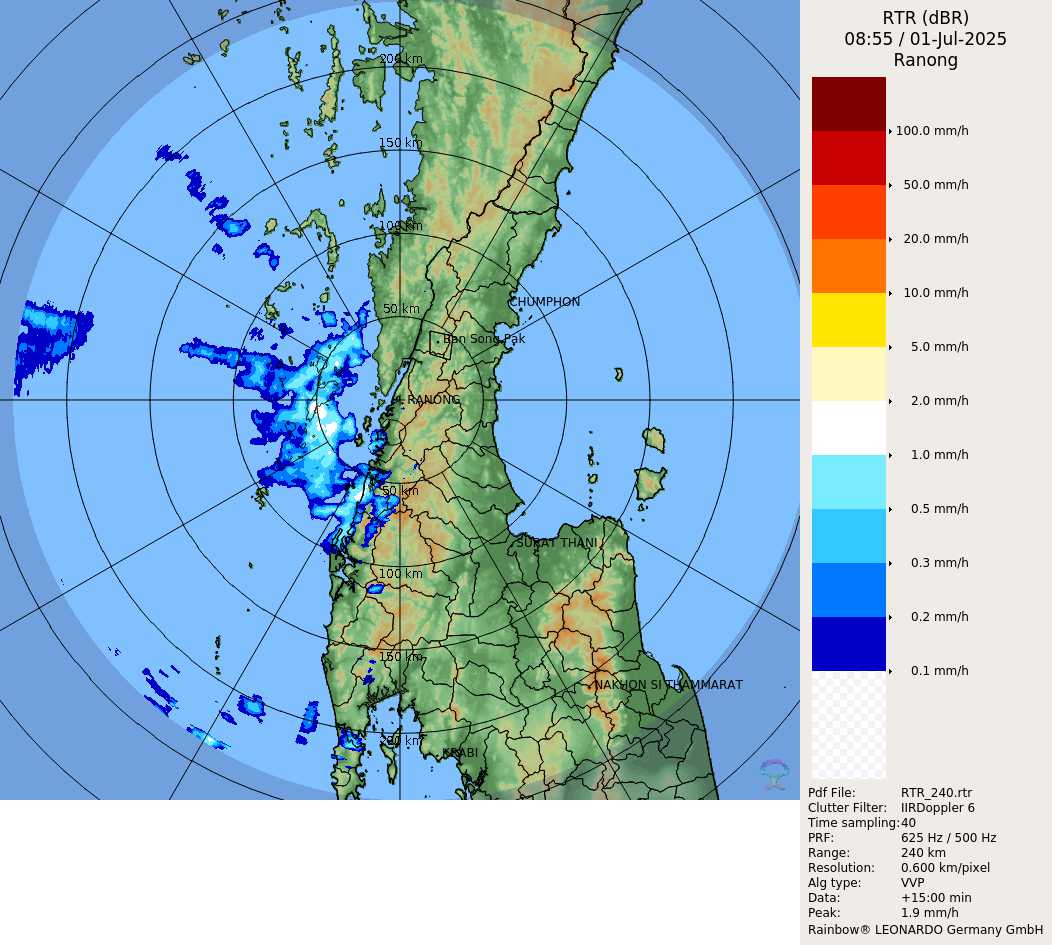 RTR (dBR)
08:55 / 01-Jul-2025
Ranong
100.0 mm/h
50.0 mm/h
20.0 mm/h
10.0 mm/h
5.0 mm/h
2.0 mm/h
1.0 mm/h
0.5 mm/h
0.3 mm/h
0.2 mm/h
0.1 mm/h
200 km
150 km
100 km
CHUMPHON
50 km
Ban Song Pak
RANONG
50 km
SURAT THANI
100 km
150 km
NAKHON SI THAMMARAT
200 km
KRABI
Pdf File: RTR_240.rtr
Clutter Filter: IIRDoppler 6
Time sampling:40
PRF: 625 Hz / 500 Hz
Range: 240 km
Resolution: 0.600 km/pixel
Alg type: VVP
Data: +15:00 min
Peak: 1.9 mm/h
Rainbow® LEONARDO Germany GmbH